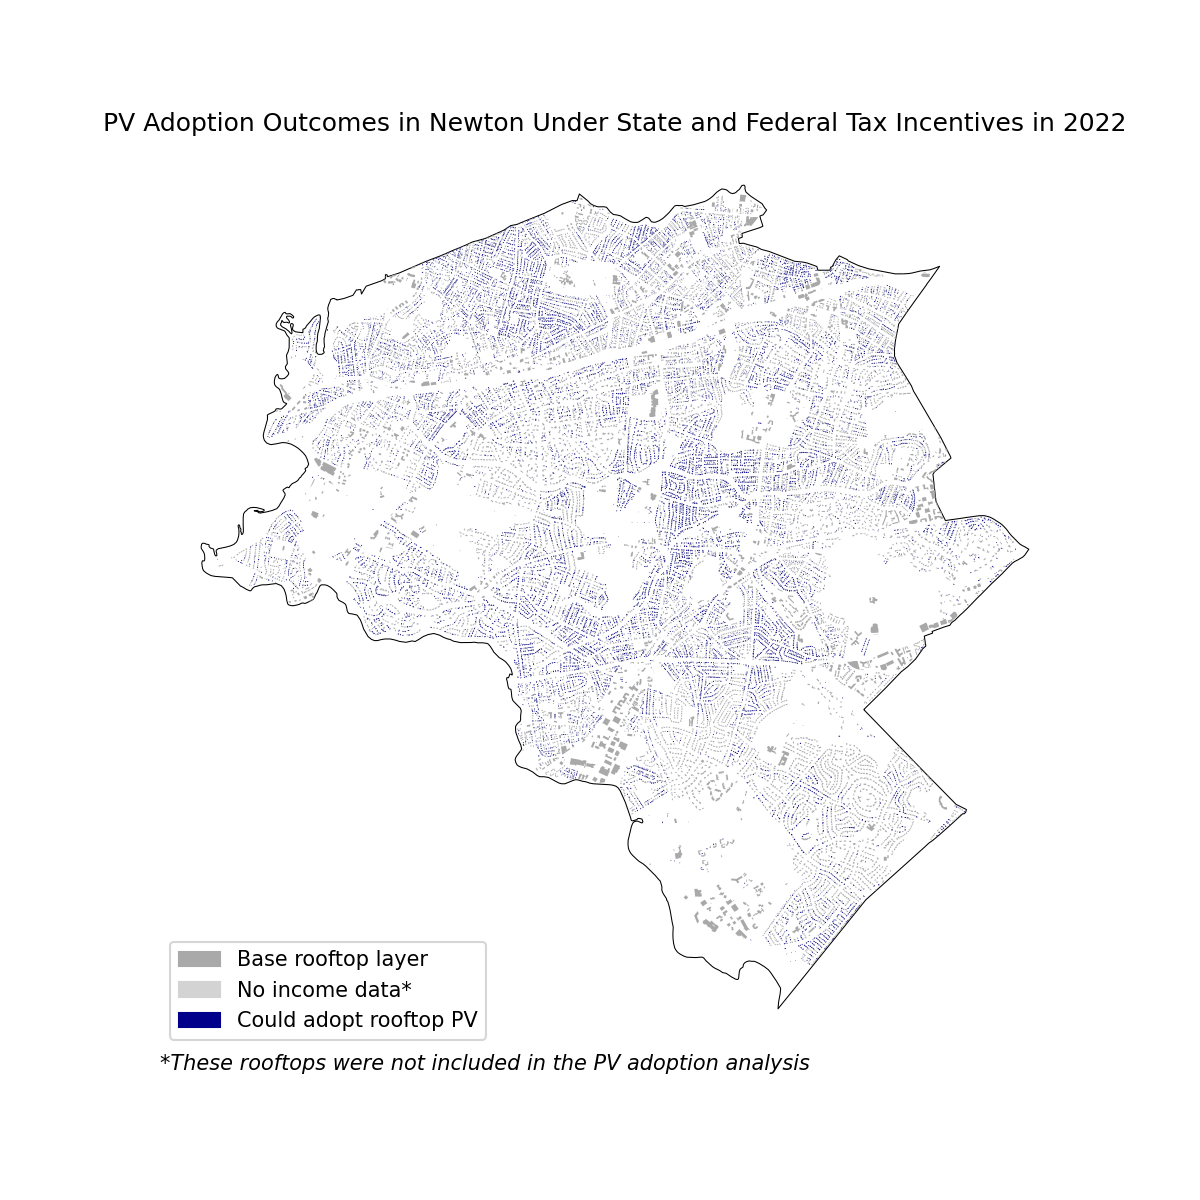 PV Adoption Outcomes in Newton Under State and Federal Tax Incentives in 2022
Base rooftop layer
No income data*
Could adopt rooftop PV
*These rooftops were not included in the PV adoption analysis